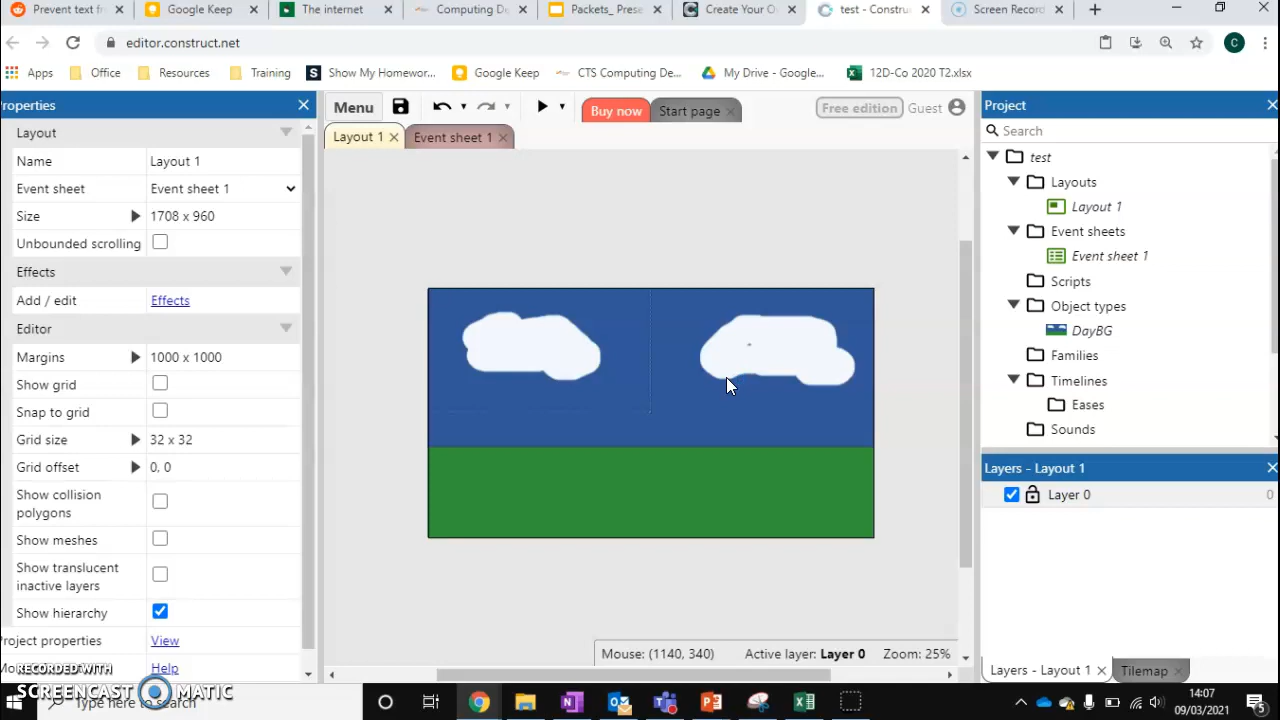 Prevent text fr
Google Keep
The internet
Computing De
Packets_ Prese
Create Your O
test - Constru
Screen Record
editor.construct.net
C
Apps
Office
Resources
Training
Show My Homewor...
Google Keep
CTS Computing De...
My Drive - Google...
12D-Co 2020 T2.xlsx
roperties
Layout
Name Layout 1
Event sheet Event sheet 1
Size 1708 x 960
Unbounded scrolling
Effects
Add / edit Effects
Editor
Margins 1000 x 1000
Show grid
Snap to grid
Grid size 32 x 32
Grid offset 0, 0
Show collision
polygons
Show meshes
Show translucent
inactive layers
Show hierarchy
roject properties View
Help
RECORDED WITH
SCREENCAST MATIC
Type here to search
Menu
Buy now
Start page
Free edition
Guest
Layout 1
Event sheet 1
Mouse: (1140, 340) Active layer: Layer 0 Zoom: 25%
Project
Search
test
Layouts
Layout 1
Event sheets
Event sheet 1
Scripts
Object types
DayBG
Families
Timelines
Eases
Sounds
Layers - Layout 1
Layer 0 0
Layers - Layout 1
Tilemap
14:07
09/03/2021
5